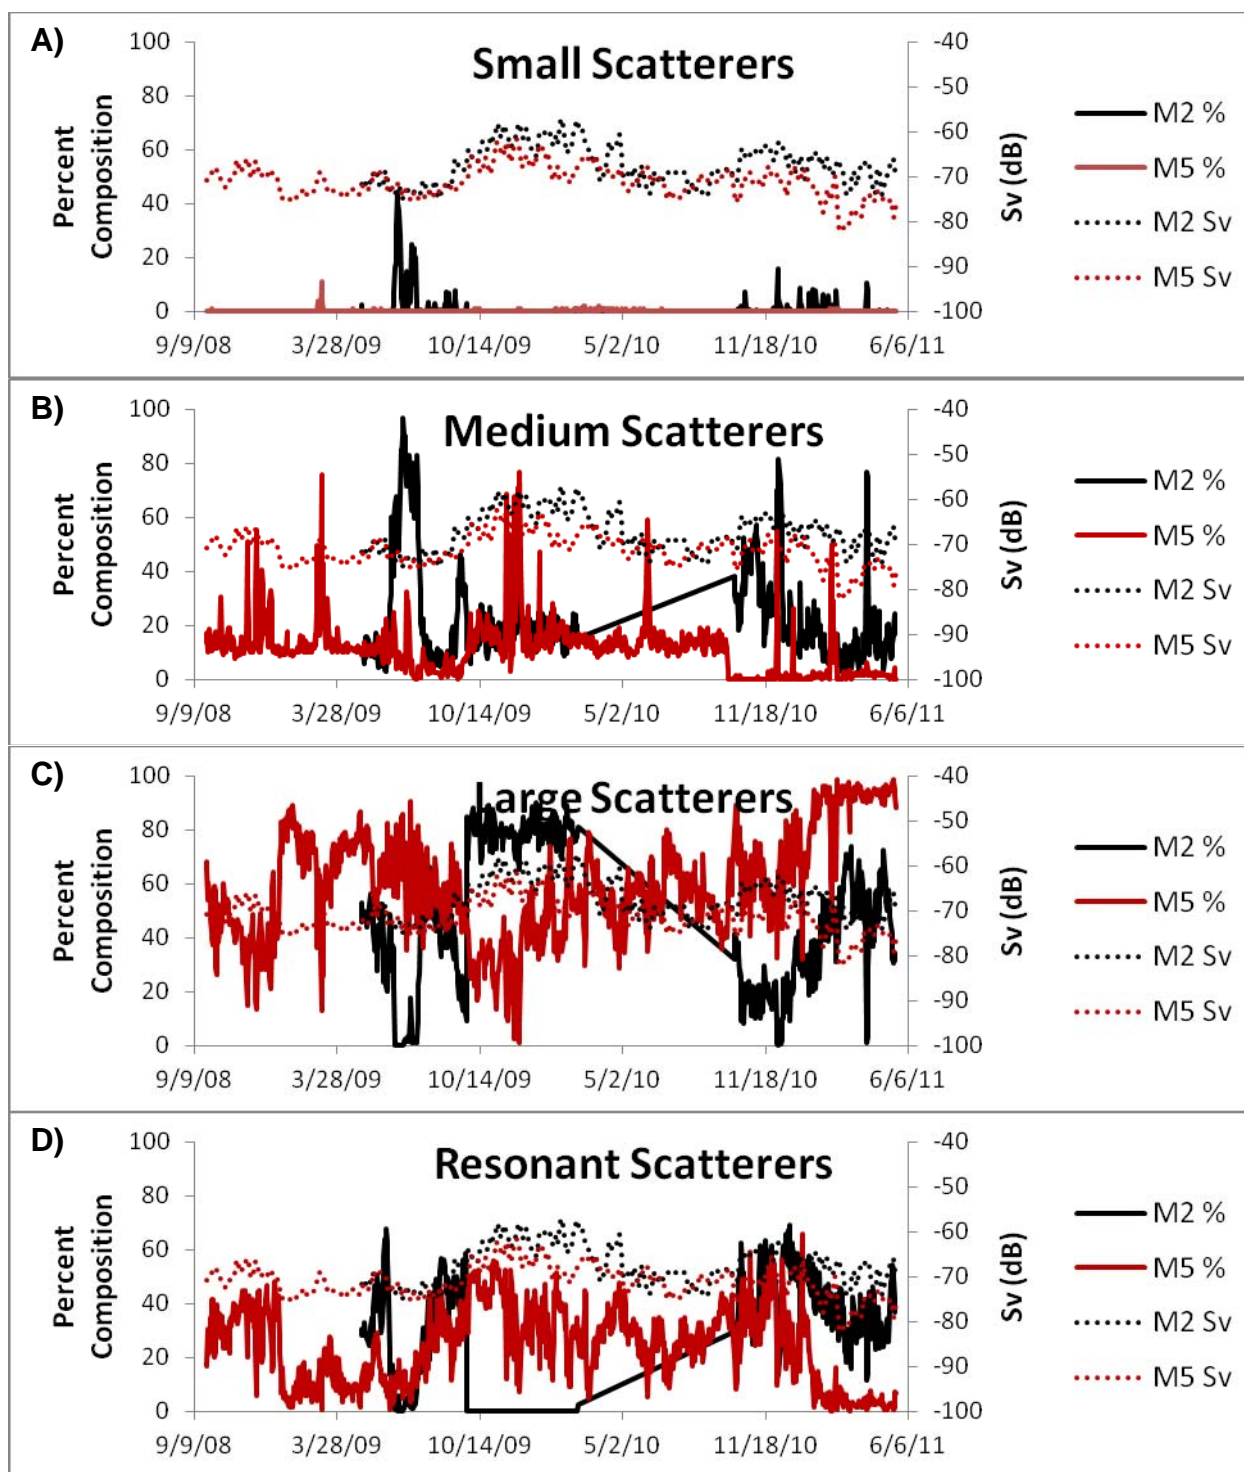 A)
Small Scatterers
Percent
Composition
100
80
60
40
20
0
-40
-50
-60
-70
-80
-90
-100
Sv (dB)
9/9/08 3/28/09 10/14/09 5/2/10 11/18/10 6/6/11
M2 %
M5 %
M2 Sv
M5 Sv
B)
Medium Scatterers
Percent
Composition
100
80
60
40
20
0
-40
-50
-60
-70
-80
-90
-100
Sv (dB)
9/9/08 3/28/09 10/14/09 5/2/10 11/18/10 6/6/11
M2 %
M5 %
M2 Sv
M5 Sv
C)
Large Scatterers
Percent
Composition
100
80
60
40
20
0
-40
-50
-60
-70
-80
-90
-100
Sv (dB)
9/9/08 3/28/09 10/14/09 5/2/10 11/18/10 6/6/11
M2 %
M5 %
M2 Sv
M5 Sv
D)
Resonant Scatterers
Percent
Composition
100
80
60
40
20
0
-40
-50
-60
-70
-80
-90
-100
Sv (dB)
9/9/08 3/28/09 10/14/09 5/2/10 11/18/10 6/6/11
M2 %
M5 %
M2 Sv
M5 Sv